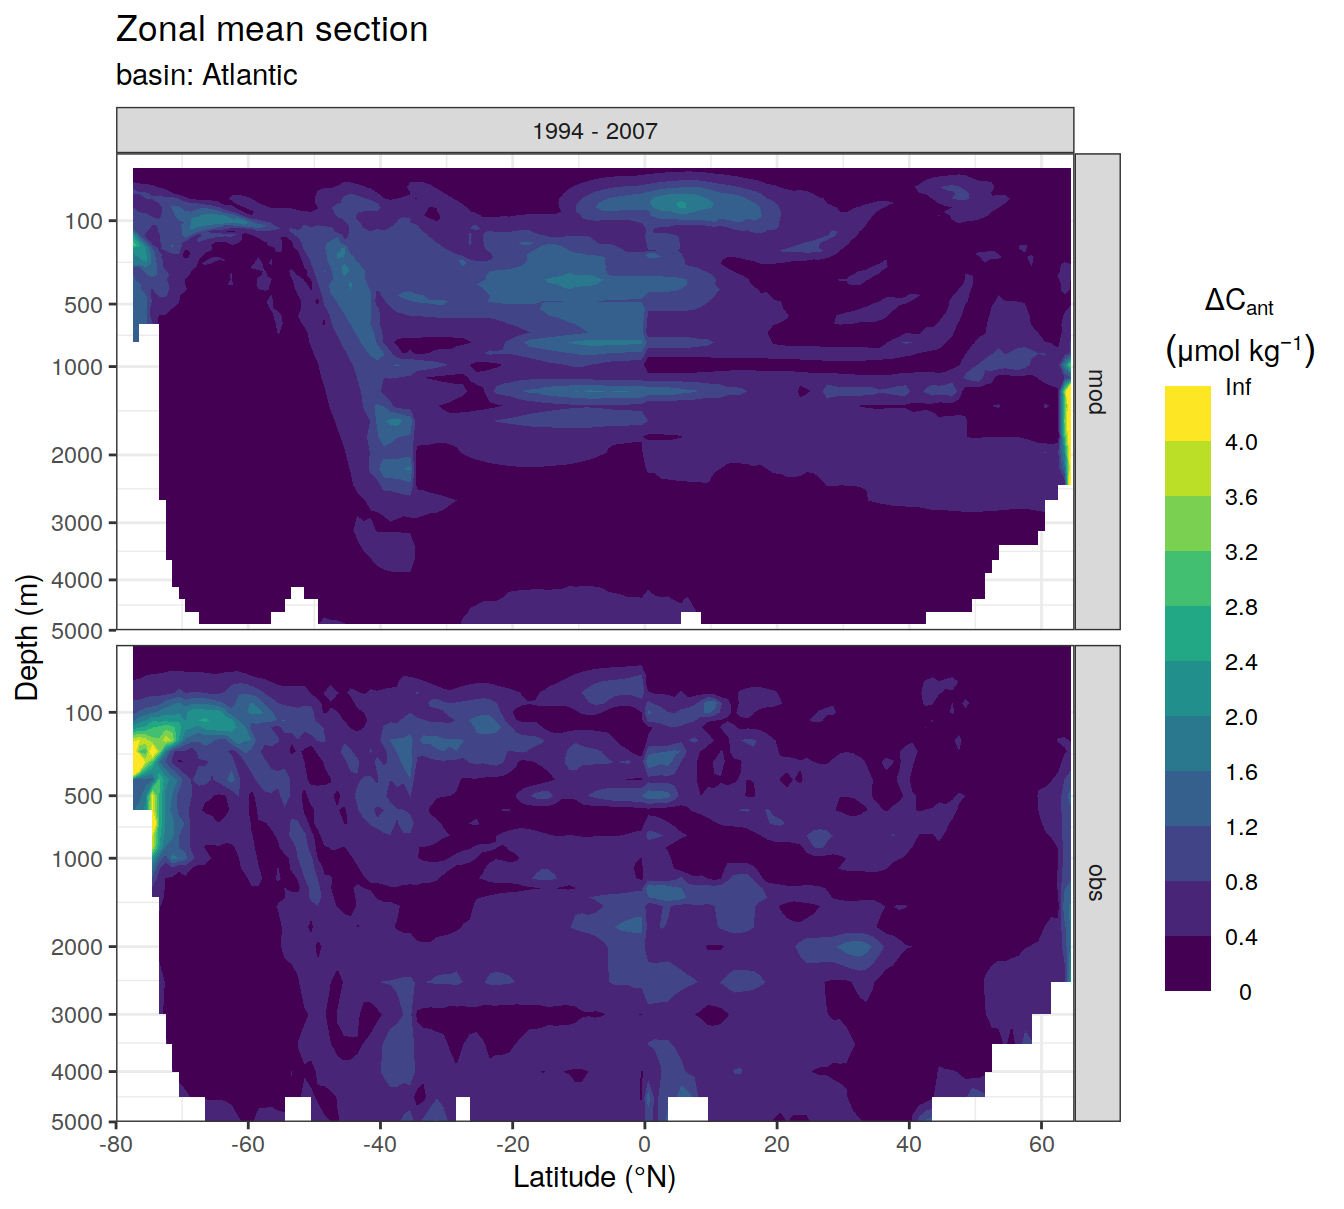 Zonal mean section
basin: Atlantic
1994 - 2007
100
500
1000
2000
3000
4000
5000
mod
100
500
1000
2000
3000
4000
5000
obs
Depth (m)
-80 -60 -40 -20 0 20 40 60
Latitude (°N)
ΔCant
(μmol kg⁻¹)
Inf
4.0
3.6
3.2
2.8
2.4
2.0
1.6
1.2
0.8
0.4
0